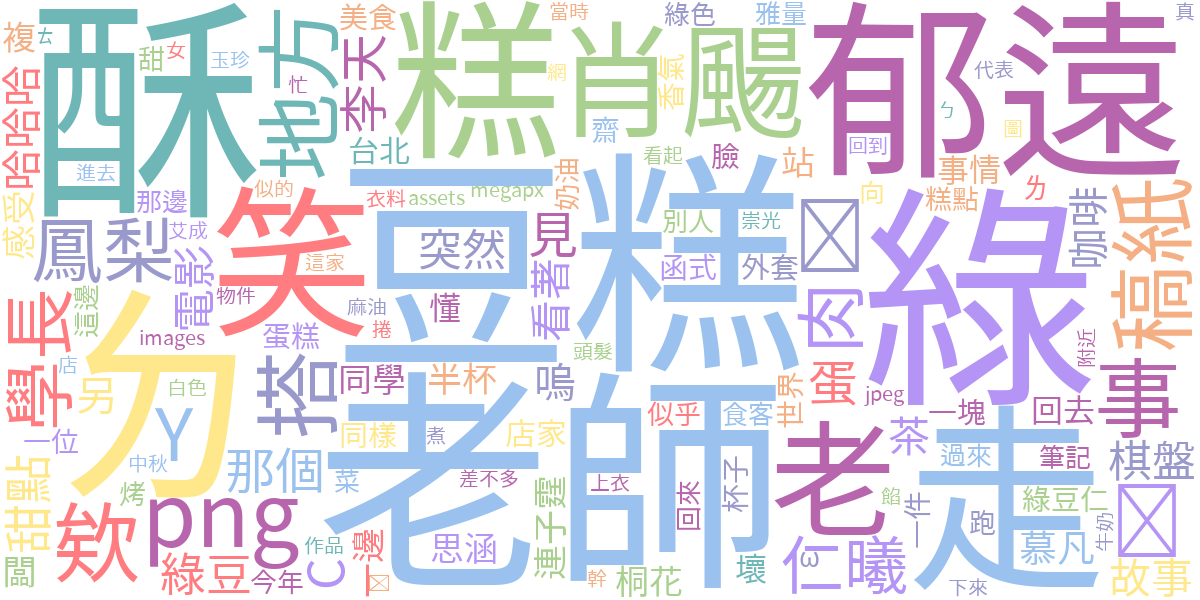 複
ㄊ
酥
地方
美食
李天
糕
當時
肖
颺
綠色
雅量
郁
遠
真
甜
女
玉珍
忙
網
香氣
代表
ㄅ
圖
哈哈哈
台北
齋
看起
臉
站
回到
事情
ㄌ
進去
那邊
似的
一
衣料
assets
megapx
奶油
向
糕點
感受
鳳梨
艾成
笑
突然
見
別人
崇光
肉
綠
咖啡
稿紙
電影
這家
昌
糕
函式
外套
這邊
物件
麻油
看著
懂
捲
學長
images
蛋糕
頭髮
附近
店
勿
白色
搭
同學
半杯
嗚
似乎
食客
世界
蛋
jpeg
一塊
回去
事
另
Y
老師
煮
店家
同樣
一位
中秋
那個
菜
差不多
上衣
回來
杯子
老
茶
走
過來
筆記
棋盤
甜點
烤
png
欸
綠豆
今年
作品
C
一邊
思涵
連子霆
幹
桐花
壞
仁曦
ω
餡
一件
跑
下來
綠豆仁
慕凡
牛奶
故事
闆